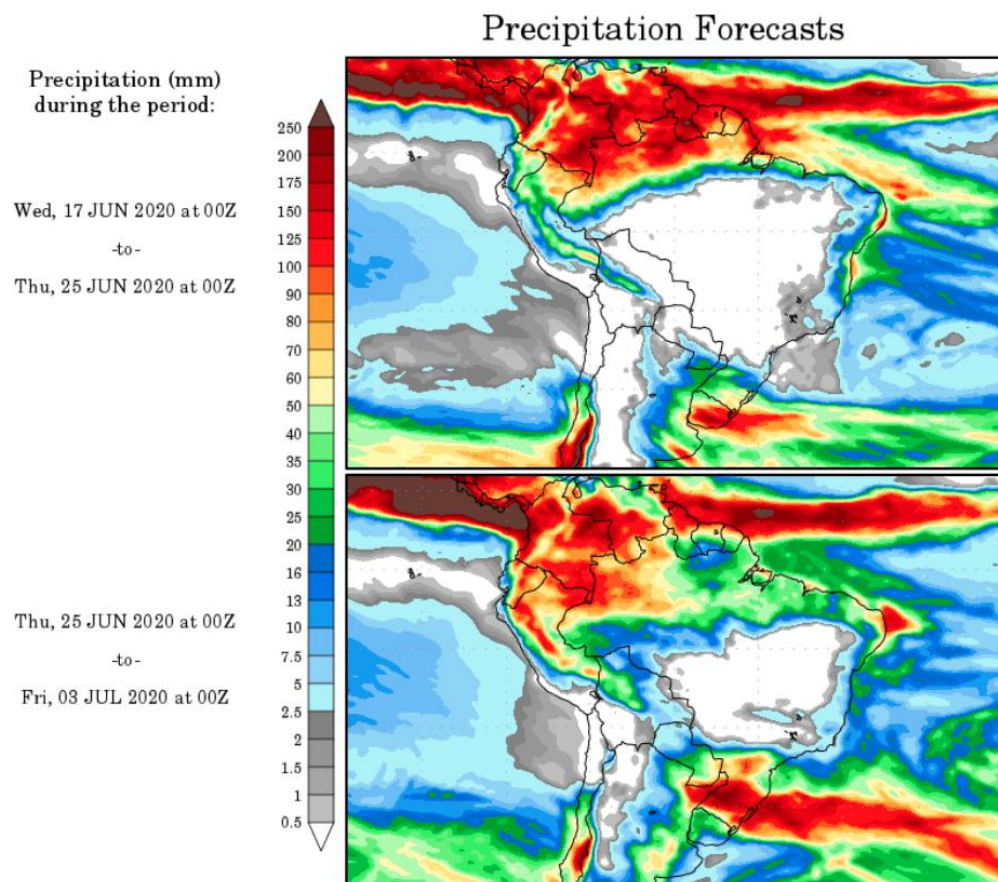 Precipitation Forecasts
Precipitation (mm)
during the period:
Wed, 17 JUN 2020 at 00Z
-to-
Thu, 25 JUN 2020 at 00Z
Thu, 25 JUN 2020 at 00Z
-to-
Fri, 03 JUL 2020 at 00Z
250
200
175
150
125
100
90
80
70
60
50
40
35
30
25
20
16
13
10
7.5
5
2.5
2
1.5
1
0.5